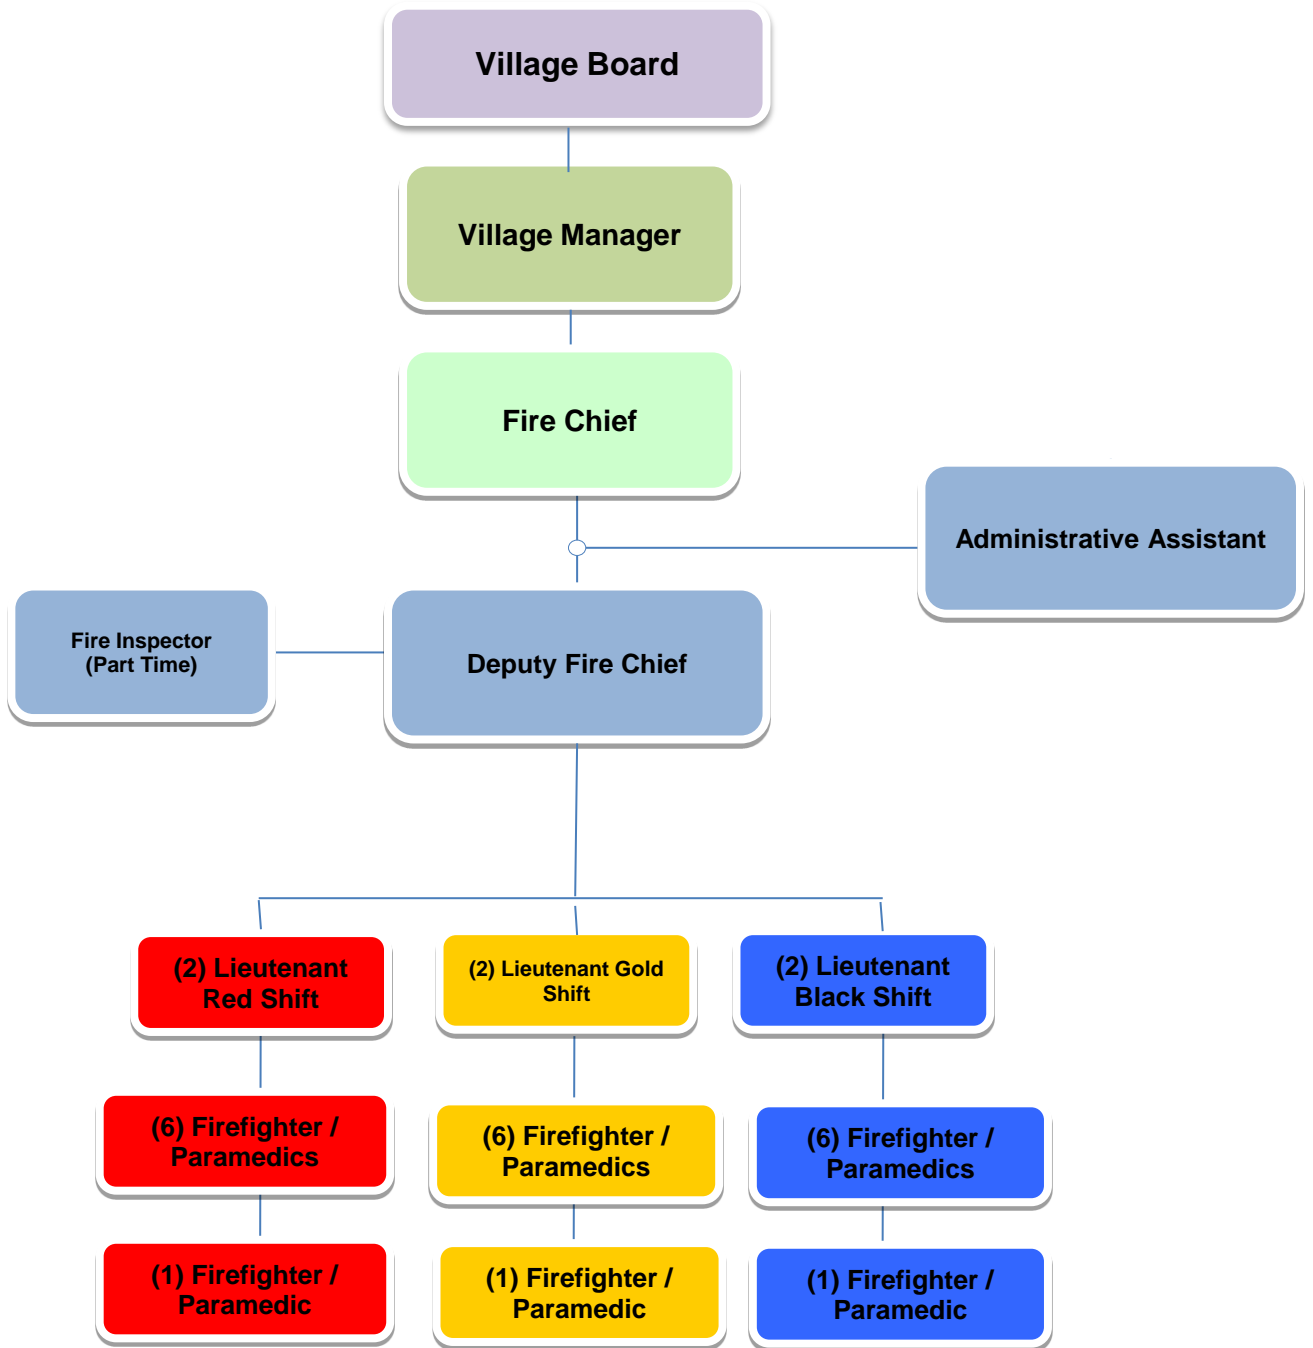 Village Board
Village Manager
Fire Chief
Administrative Assistant
Fire Inspector
(Part Time)
Deputy Fire Chief
(2) Lieutenant
Red Shift
(2) Lieutenant Gold
Shift
(2) Lieutenant
Black Shift
(6) Firefighter /
Paramedics
(6) Firefighter /
Paramedics
(6) Firefighter /
Paramedics
(1) Firefighter /
Paramedic
(1) Firefighter /
Paramedic
(1) Firefighter /
Paramedic